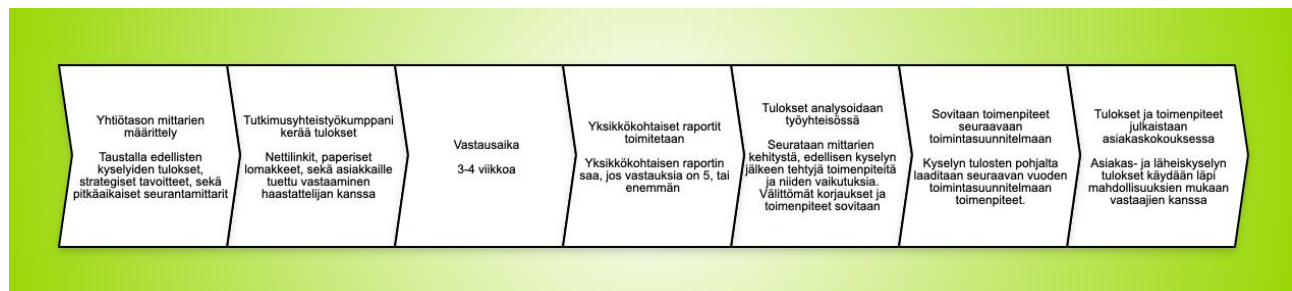 Yhtiötason mittarien
määrittely
Taustalla edellisten
kyselyiden tulokset,
strategiset tavoitteet, sekä
pitkäaikaiset seurantamittarit
Tutkimusyhteistyökumppani
kerää tulokset
Nettilinkit, paperiset
lomakkeet, sekä asiakkaille
tuettu vastaaminen
haastattelijan kanssa
Vastausaika
3-4 viikkoa
Yksikkökohtaiset raportit
toimitetaan
Yksikkökohtaisen raportin
saa, jos vastauksia on 5, tai
enemmän
Tulokset analysoidaan
työyhteisössä
Seurataan mittarien
kehitystä, edellisen kyselyn
jälkeen tehtyjä toimenpiteitä
ja niiden vaikutuksia.
Välittömät korjaukset ja
toimenpiteet sovitaan
Sovitaan toimenpiteet
seuraavaan
toimintasuunnitelmaan
Kyselyn tulosten pohjalta
laaditaan seuraavan vuoden
toimintasuunnitelmaan
toimenpiteet.
Tulokset ja toimenpiteet
julkaistaan
asiakaskokouksessa
Asiakas- ja läheiskyselyn
tulokset käydään läpi
mahdollisuuksien mukaan
vastaajien kanssa